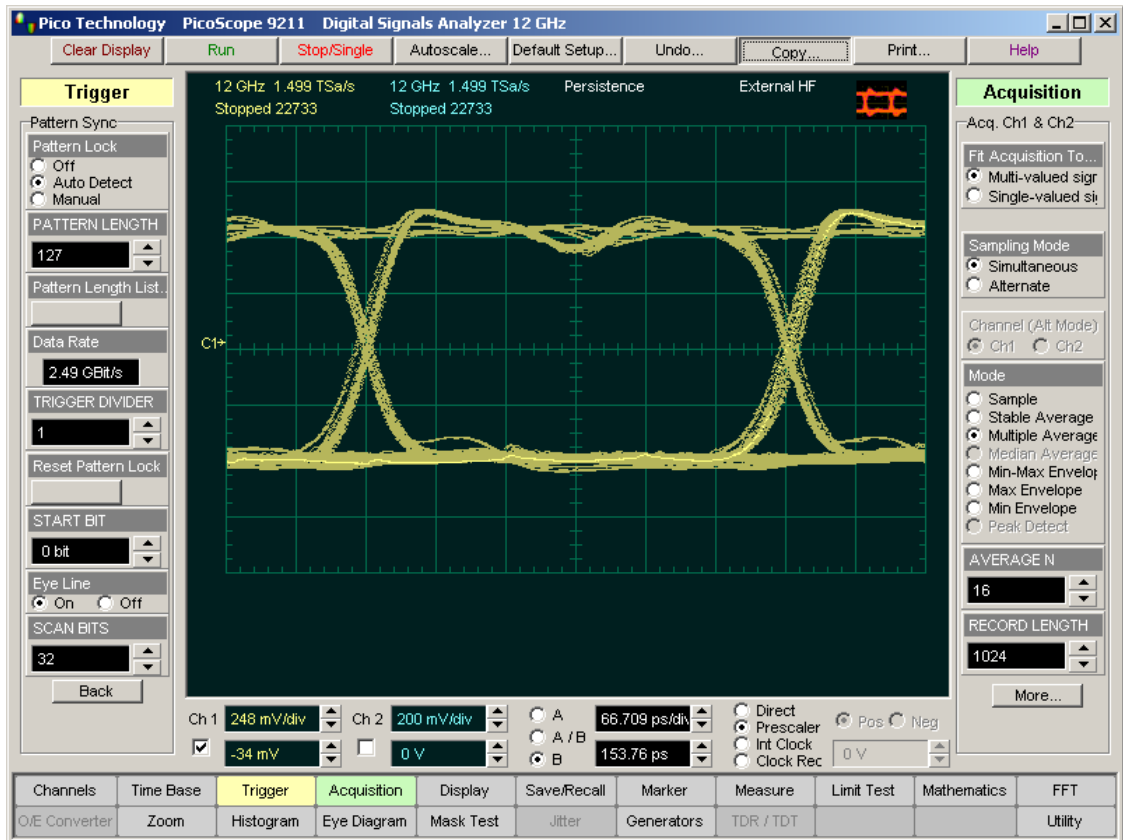 Pico Technology PicoScope 9211 Digital Signals Analyzer 12 GHz
Clear Display Run Stop/Single Autoscale... Default Setup... Undo... Copy... Print... Help
Trigger
Pattern Sync
Pattern Lock
Off
Auto Detect
Manual
PATTERN LENGTH
127
Pattern Length List..
Data Rate
2.49 GBit/s
TRIGGER DIVIDER
1
Reset Pattern Lock
START BIT
0 bit
Eye Line
On Off
SCAN BITS
32
Back
12 GHz 1.499 TSa/s 12 GHz 1.499 TSa/s Persistence External HF
Stopped 22733 Stopped 22733
C1
Acquisition
Acq. Ch1 & Ch2
Fit Acquisition To...
Multi-valued sigr
Single-valued si
Sampling Mode
Simultaneous
Alternate
Channel (Alt Mode)
Ch1 Ch2
Mode
Sample
Stable Average
Multiple Average
Median Average
Min-Max Envelop
Max Envelope
Min Envelope
Peak Detect
AVERAGE N
16
RECORD LENGTH
1024
More...
Ch 1 248 mV/div Ch 2 200 mV/div A 66.709 ps/div Direct
-34 mV 0 V A / B 153.76 ps Prescaler Pos Neg
B Int Clock 0 V
Clock Rec
Channels Time Base Trigger Acquisition Display Save/Recall Marker Measure Limit Test Mathematics FFT
O/E Converter Zoom Histogram Eye Diagram Mask Test Jitter Generators TDR / TDT Utility